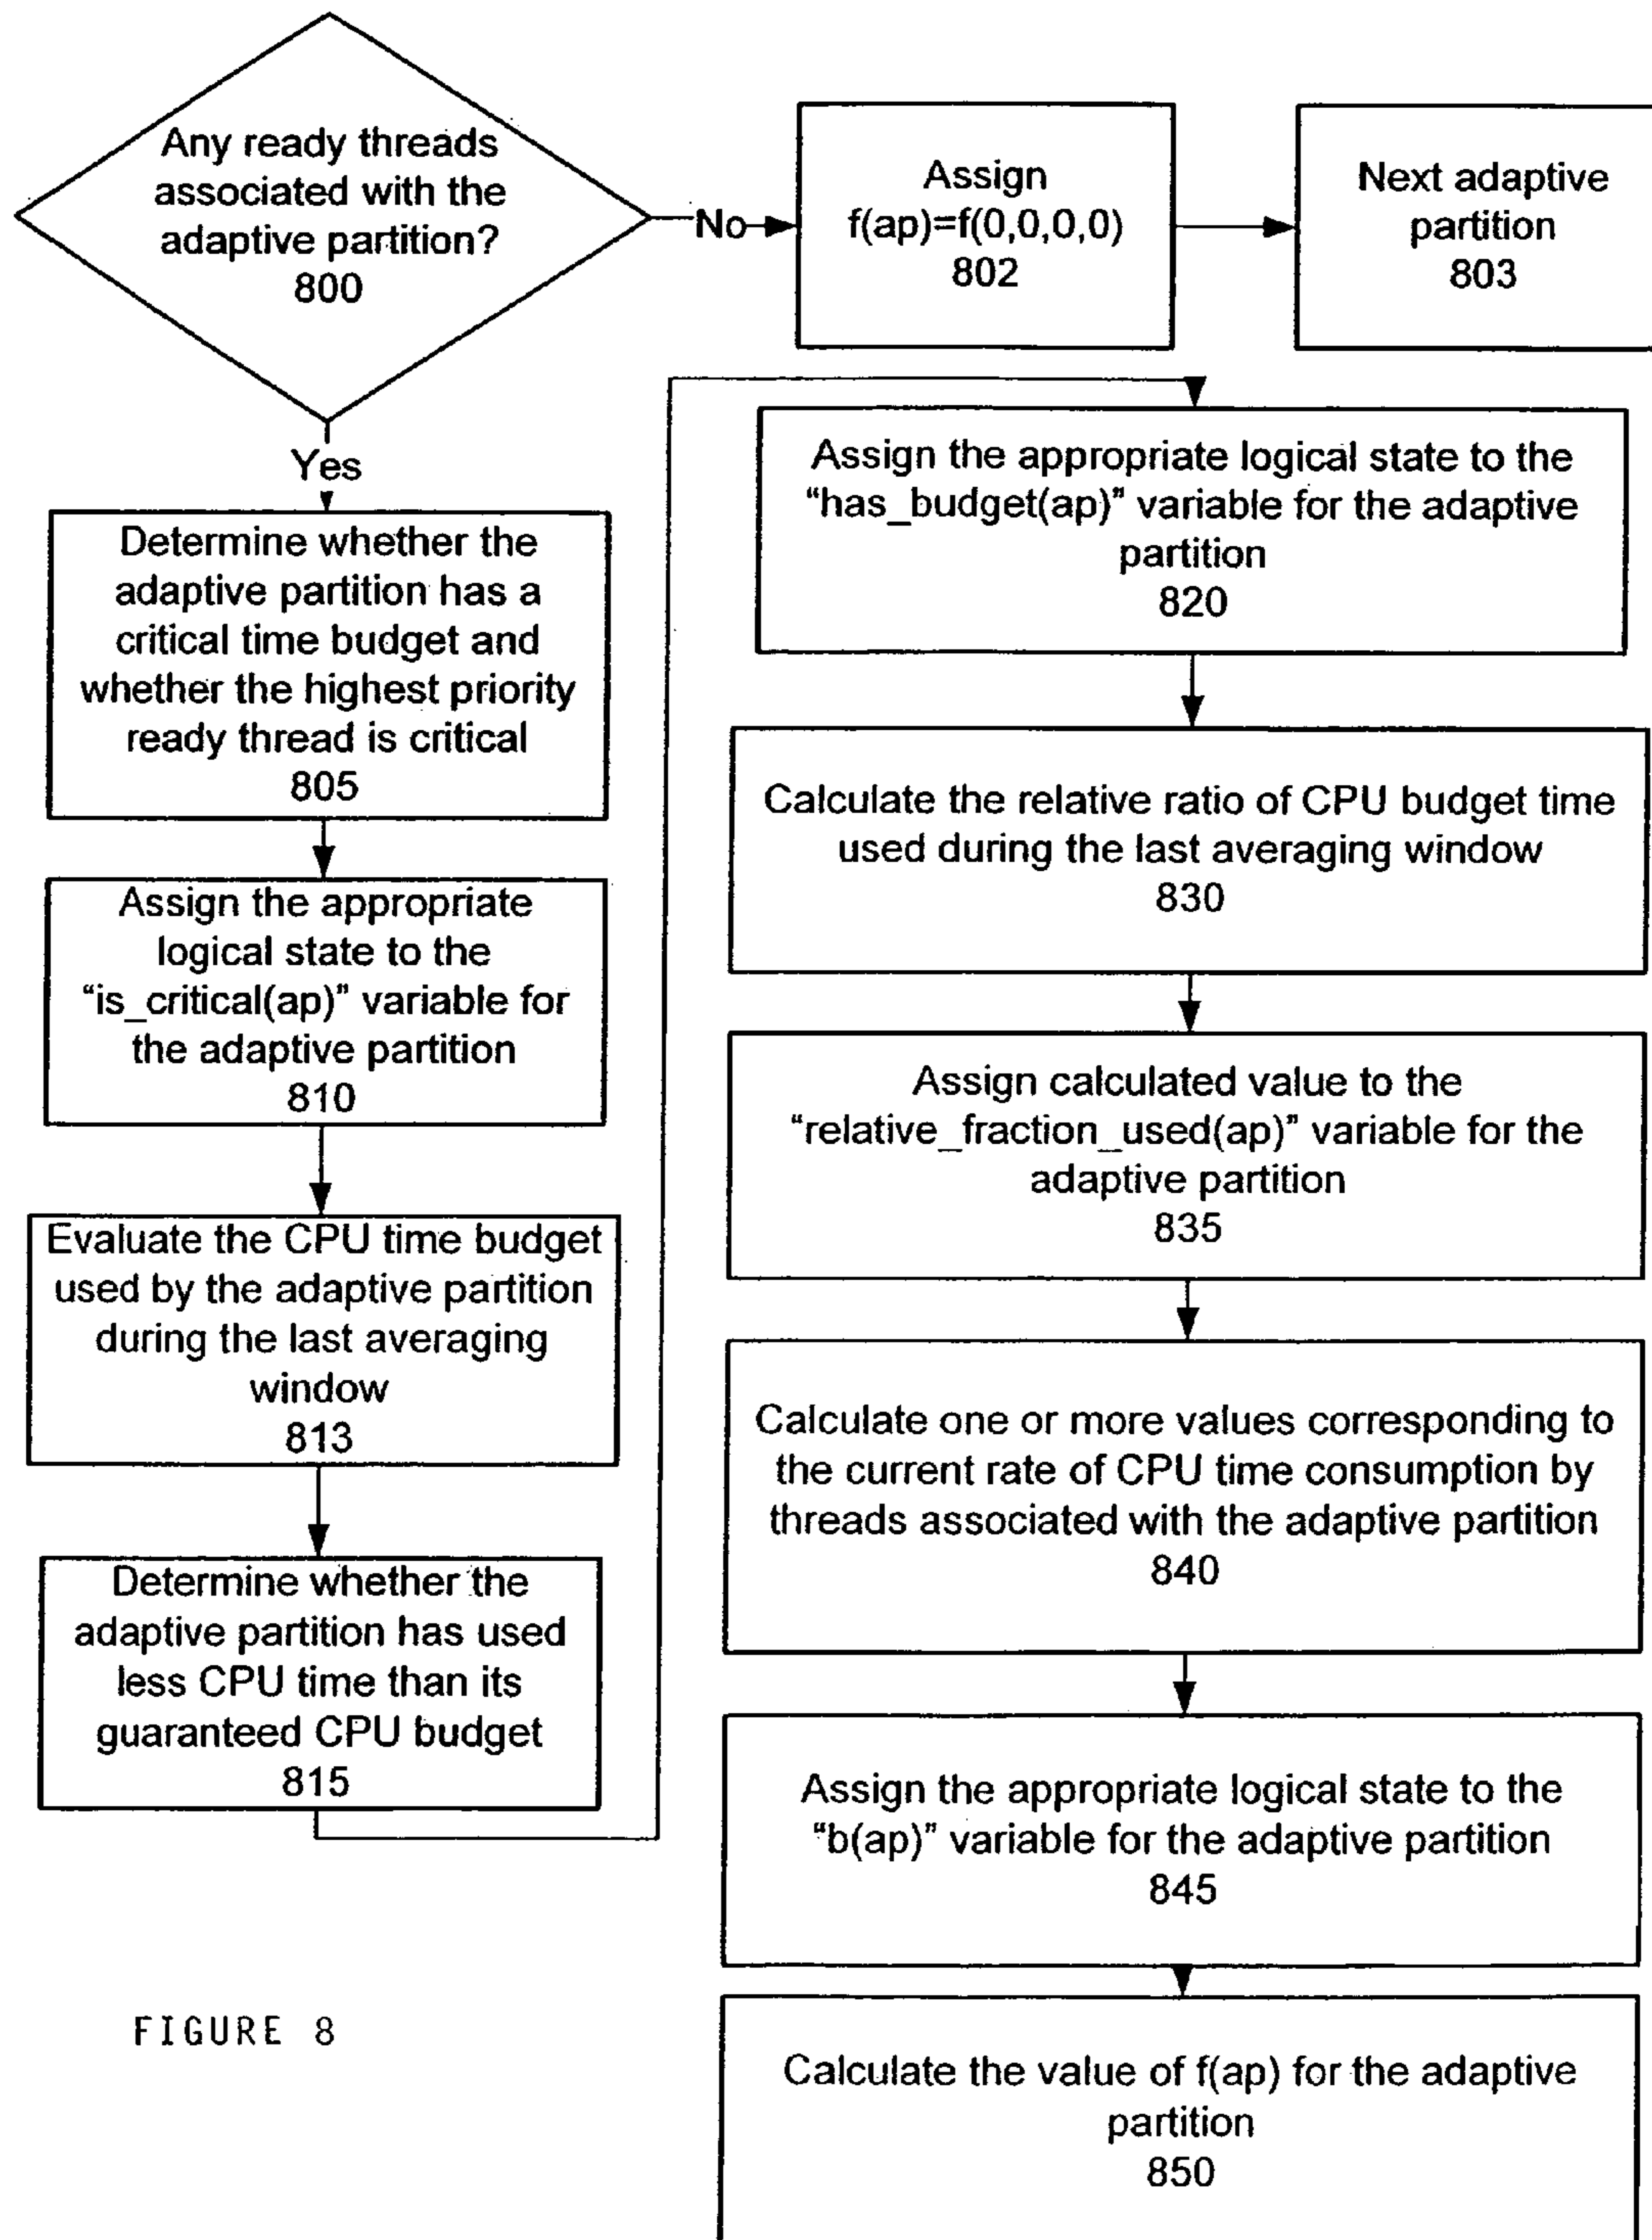 Any ready threads
associated with the
adaptive partition?
800
No
Assign
f(ap)=f(0,0,0,0)
802
Next adaptive
partition
803
Yes
Determine whether the
adaptive partition has a
critical time budget and
whether the highest priority
ready thread is critical
805
Assign the appropriate
logical state to the
“is_critical(ap)” variable for
the adaptive partition
810
Evaluate the CPU time budget
used by the adaptive partition
during the last averaging
window
813
Determine whether the
adaptive partition has used
less CPU time than its
guaranteed CPU budget
815
Assign the appropriate logical state to the
“has_budget(ap)” variable for the adaptive
partition
820
Calculate the relative ratio of CPU budget time
used during the last averaging window
830
Assign calculated value to the
“relative_fraction_used(ap)” variable for the
adaptive partition
835
Calculate one or more values corresponding to
the current rate of CPU time consumption by
threads associated with the adaptive partition
840
Assign the appropriate logical state to the
“b(ap)” variable for the adaptive partition
845
Calculate the value of f(ap) for the adaptive
partition
850
FIGURE 8